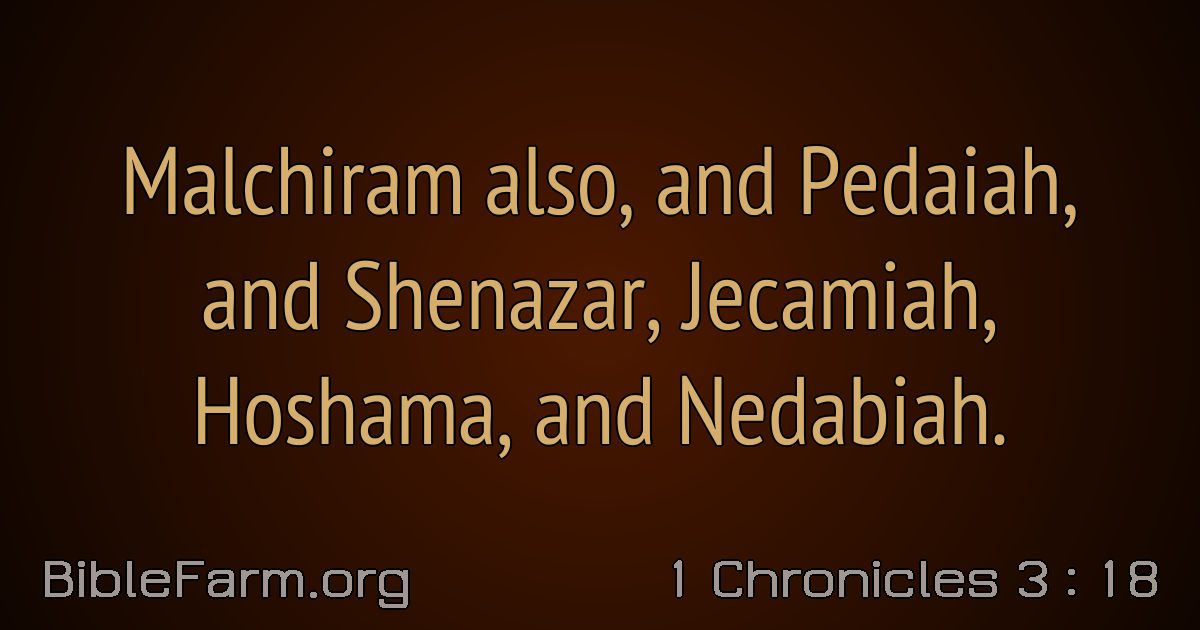 Malchiram also, and Pedaiah,
and Shenazar, Jecamiah,
Hoshama, and Nedabiah.
BibleFarm.org
1 Chronicles 3 : 18